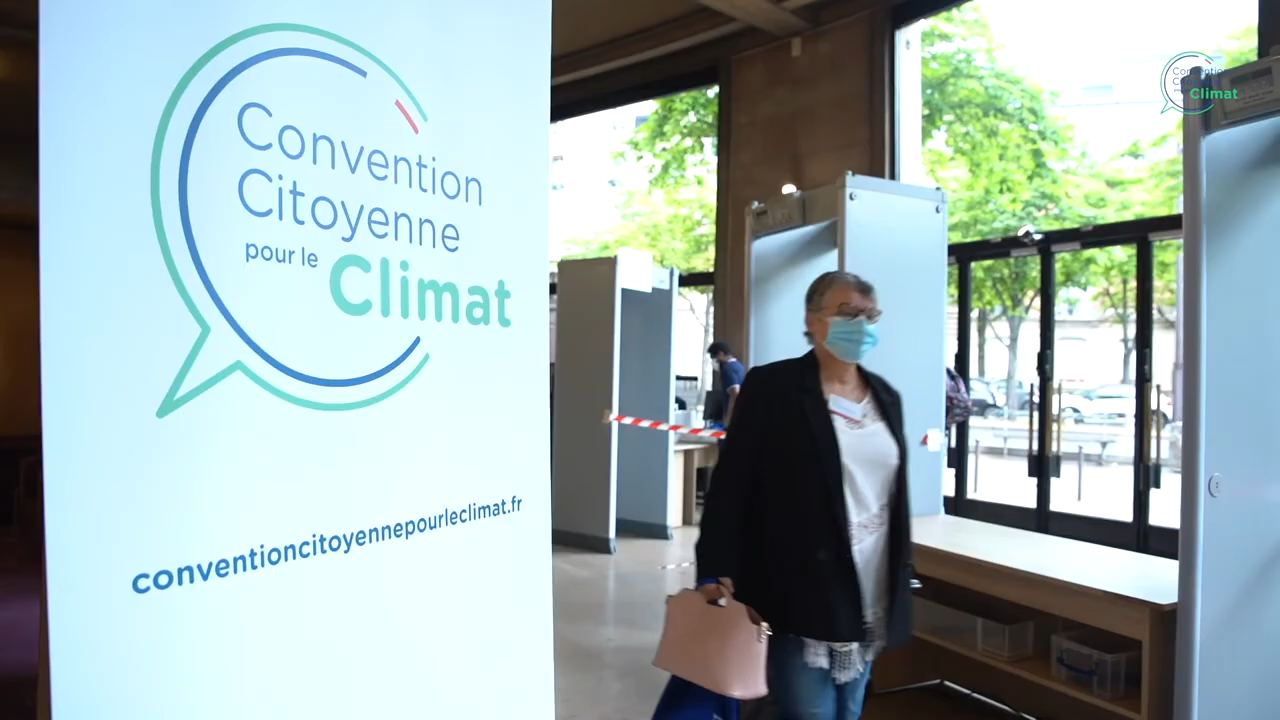 Convention
Citoyenne
pour le Climat
conventioncitoyennepourleclimat.fr
Climat